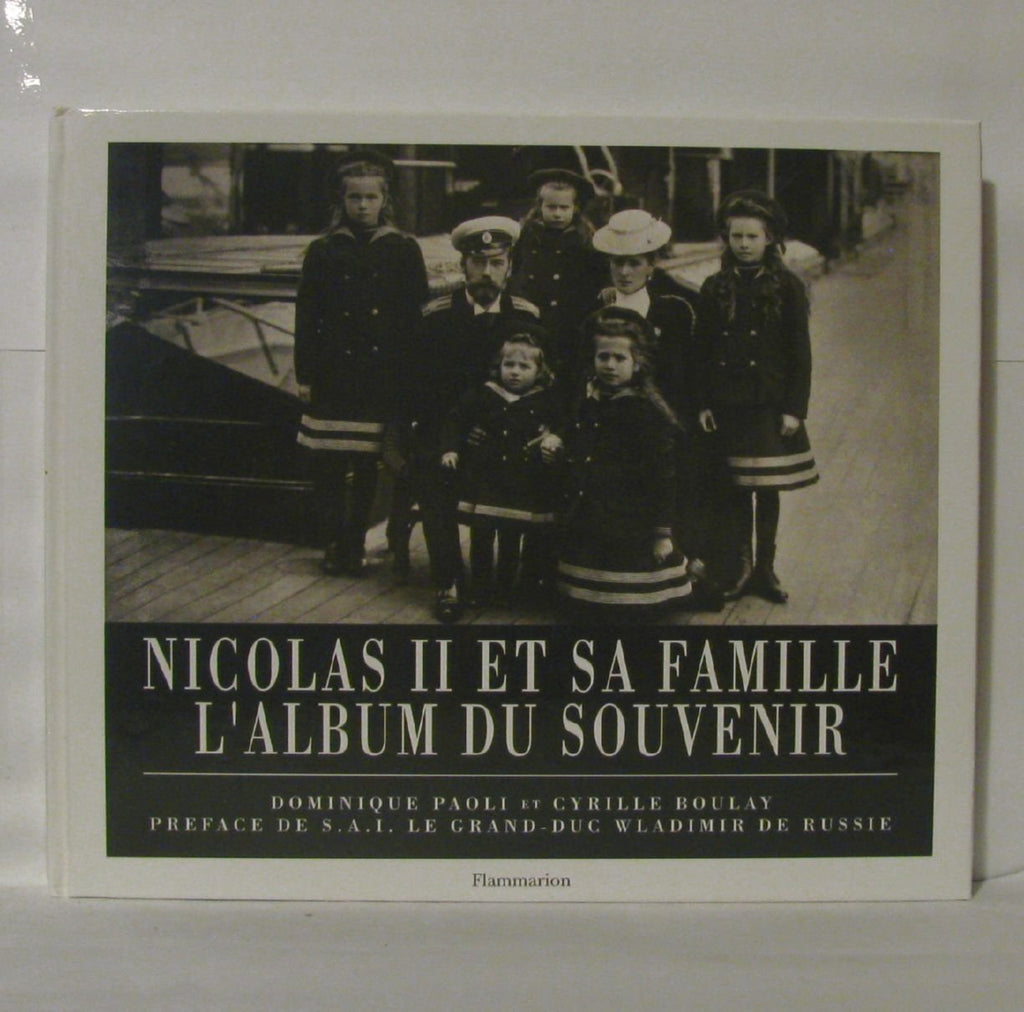 NICOLAS II ET SA FAMILLE
L'ALBUM DU SOUVENIR
DOMINIQUE PAOLI ET CYRILLE BOULAY
PREFACE DE S.A.I. LE GRAND-DUC WLADIMIR DE RUSSIE
Flammarion